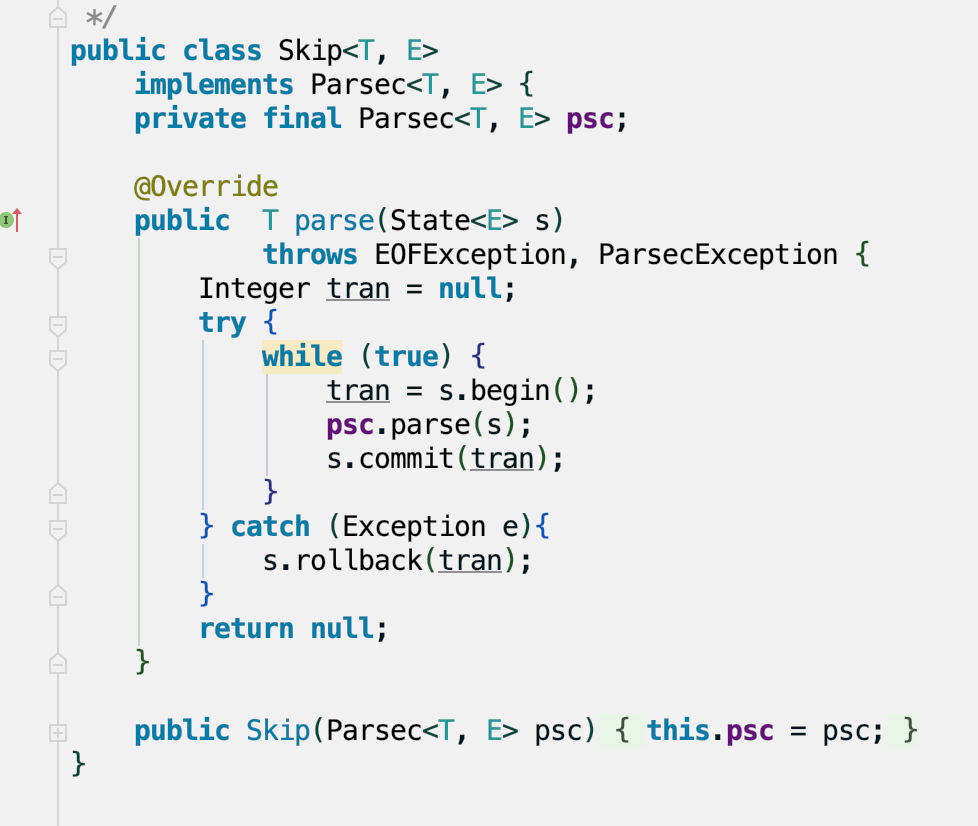 */
public class Skip<T, E>
    implements Parsec<T, E> {
    private final Parsec<T, E> psc;

    @Override
    public  T parse(State<E> s)
            throws EOFException, ParsecException {
        Integer tran = null;
        try {
            while (true) {
                tran = s.begin();
                psc.parse(s);
                s.commit(tran);
            }
        } catch (Exception e){
            s.rollback(tran);
        }
        return null;
    }

    public Skip(Parsec<T, E> psc) { this.psc = psc; }
}